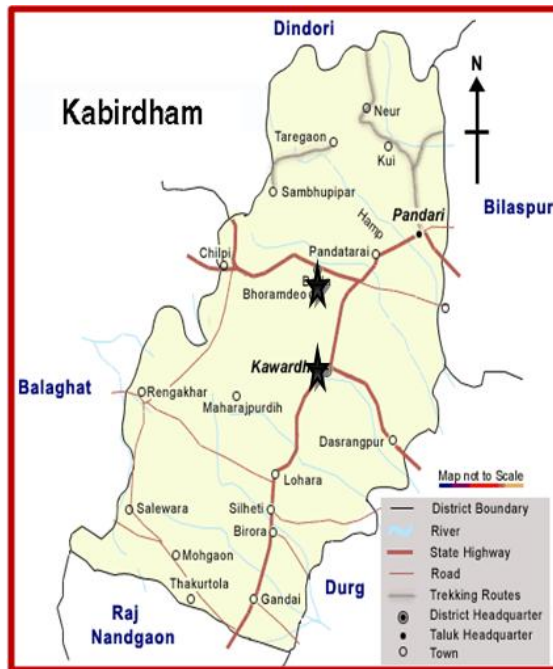 Dindori
Kabirdham
N
Neur
Taregaon
Kui
Sambhupipar
Hamp
Pandari
Bilaspur
Chilpi
Pandatarai
Bhoramdeo
Balaghat
Rengakhar
Maharajpurdih
Dasrangpur
Lohara
Map not to Scale
Salewara
Silheti
Birora
Mohgaon
Thakurtola
Gandai
Durg
Raj
Nandgaon
District Boundary
River
State Highway
Road
Trekking Routes
District Headquarter
Taluk Headquarter
Town